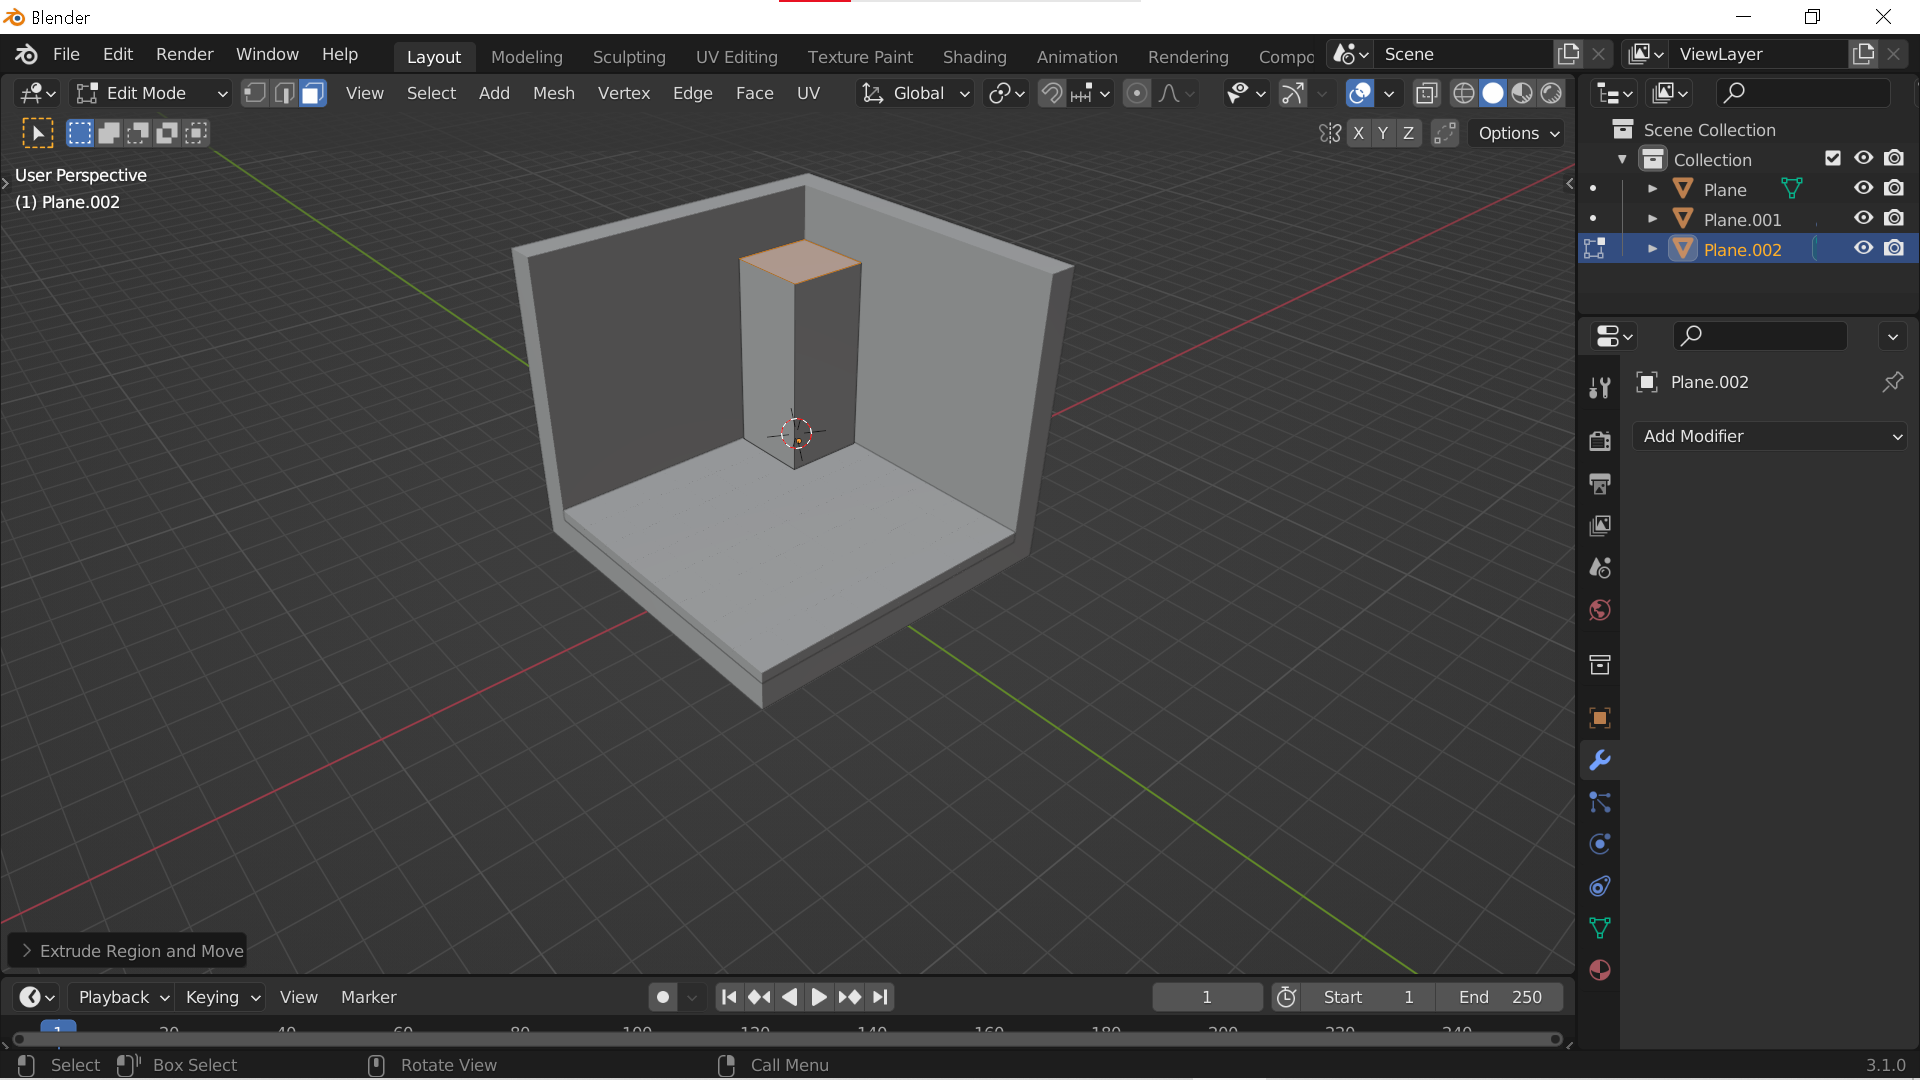 Blender
File Edit Render Window Help Layout Modeling Sculpting UV Editing Texture Paint Shading Animation Rendering Compo Scene ViewLayer
Edit Mode View Select Add Mesh Vertex Edge Face UV Global
X Y Z Options
User Perspective
(1) Plane.002
Scene Collection
Collection
Plane
Plane.001
Plane.002
Plane.002
Add Modifier
Extrude Region and Move
Playback Keying View Marker 1 Start 1 End 250
1 20 40 60 80 100 120 140 160 180 200 220 240
Select Box Select Rotate View Call Menu 3.1.0